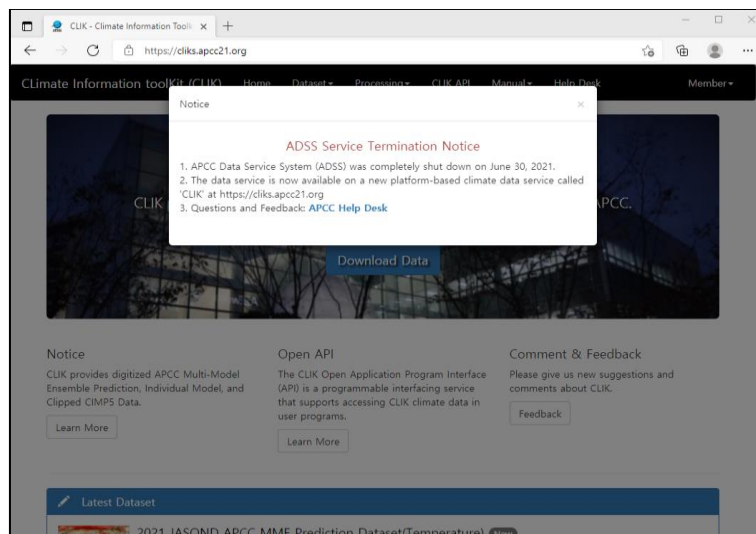 CLIK - Climate Information Toolk
https://cliks.apcc21.org
CLimate Information toolKit (CLIK) Home Dataset Processing CLIK API Manual Help Desk Member
Notice
ADSS Service Termination Notice
1. APCC Data Service System (ADSS) was completely shut down on June 30, 2021.
2. The data service is now available on a new platform-based climate data service called
'CLIK' at https://cliks.apcc21.org
3. Questions and Feedback: APCC Help Desk
CLIK
APCC.
Download Data
Notice
CLIK provides digitized APCC Multi-Model
Ensemble Prediction, Individual Model, and
Clipped CIMP5 Data.
Learn More
Open API
The CLIK Open Application Program Interface
(API) is a programmable interfacing service
that supports accessing CLIK climate data in
user programs.
Learn More
Comment & Feedback
Please give us new suggestions and
comments about CLIK.
Feedback
Latest Dataset
2021 JASOND APCC MME Prediction Dataset(Temperature) New